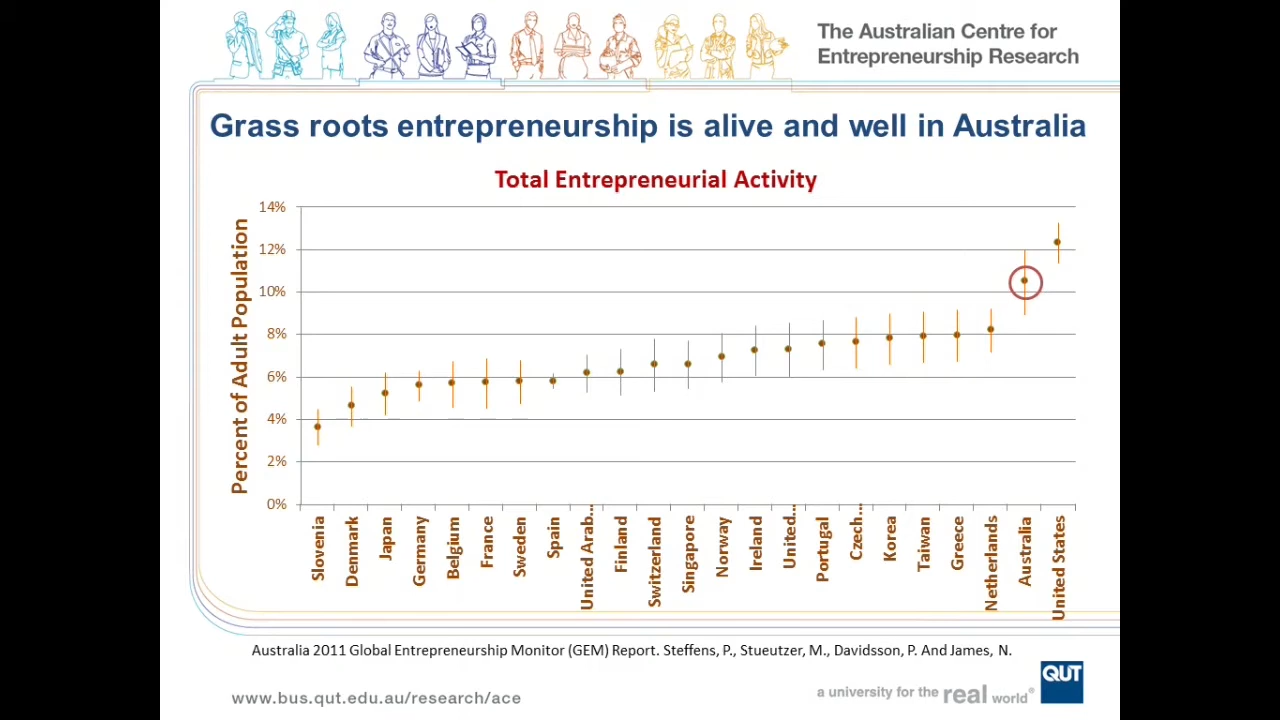 The Australian Centre for
Entrepreneurship Research
Grass roots entrepreneurship is alive and well in Australia
Total Entrepreneurial Activity
Percent of Adult Population
14%
12%
10%
8%
6%
4%
2%
0%
Slovenia
Denmark
Japan
Germany
Belgium
France
Sweden
Spain
United Arab...
Finland
Switzerland
Singapore
Norway
Ireland
United...
Portugal
Czech...
Korea
Taiwan
Greece
Netherlands
Australia
United States
Australia 2011 Global Entrepreneurship Monitor (GEM) Report. Steffens, P., Stueutzer, M., Davidsson, P. And James, N.
www.bus.qut.edu.au/research/ace
a university for the real world®
QUT